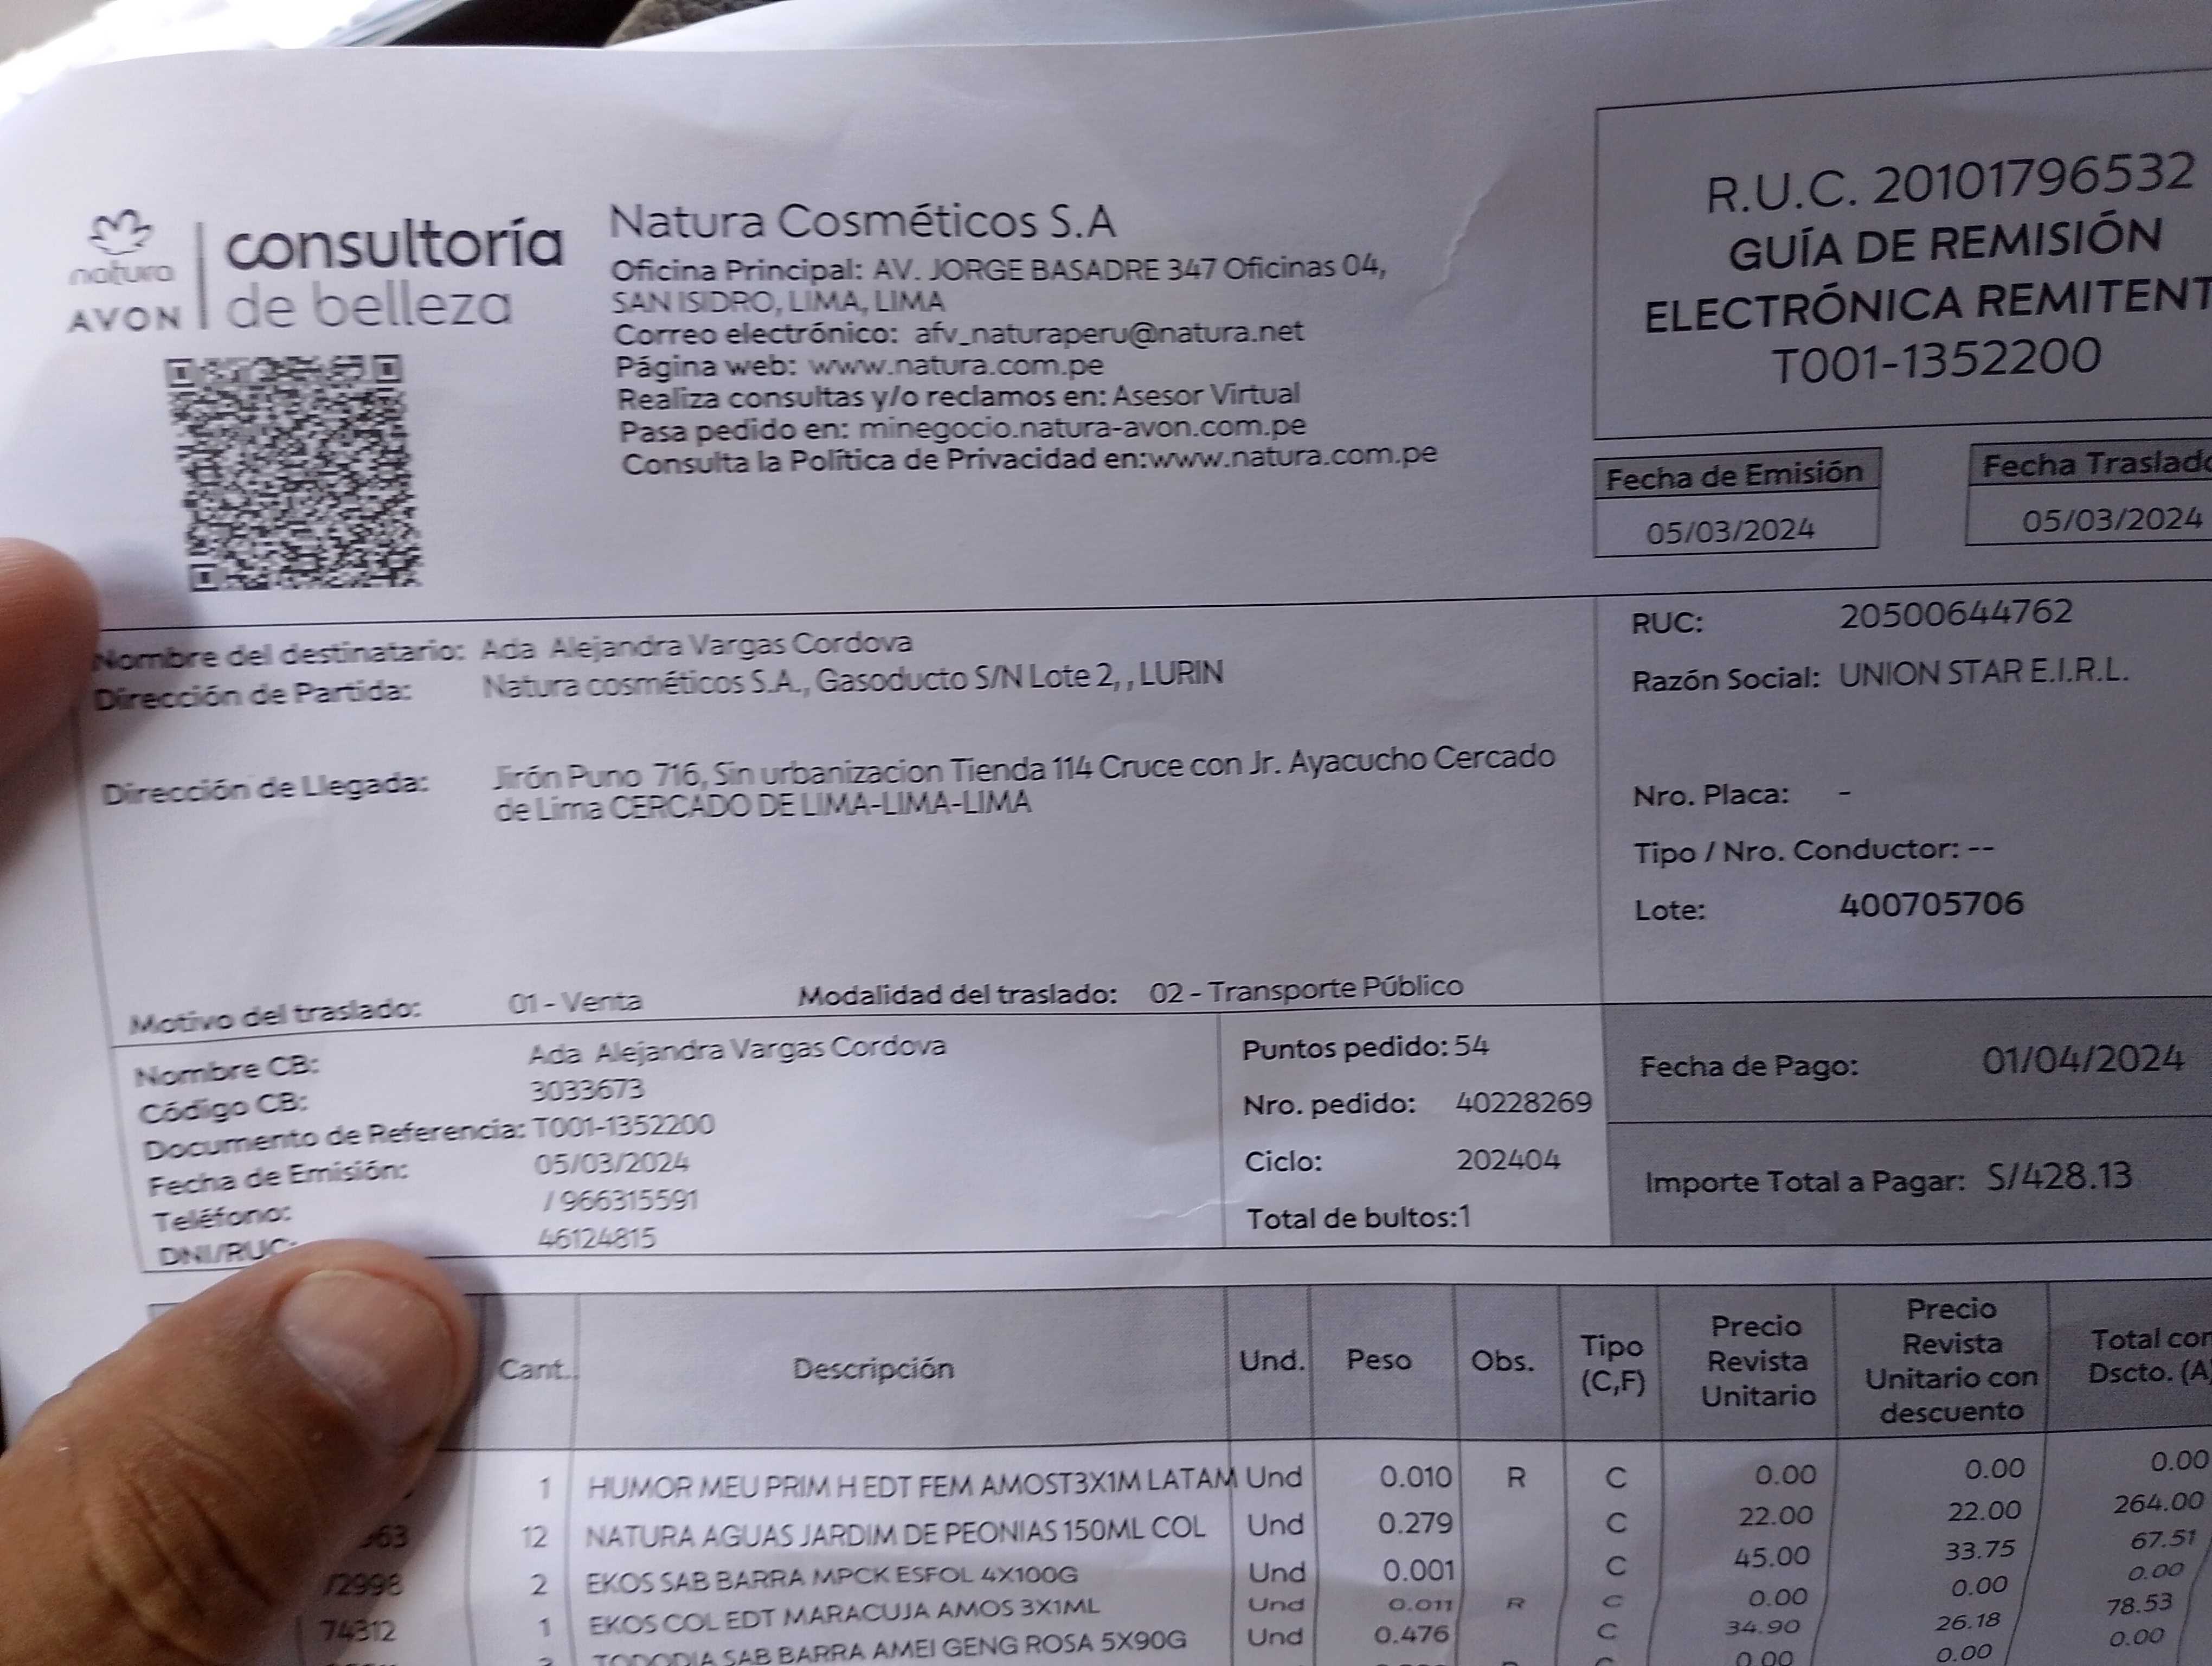 natura
AVON
consultoría
de belleza
Natura Cosméticos S.A
Oficina Principal: AV. JORGE BASADRE 347 Oficinas 04,
SAN ISIDRO, LIMA, LIMA
Correo electrónico: afv_naturaperu@natura.net
Página web: www.natura.com.pe
Realiza consultas y/o reclamos en: Asesor Virtual
Pasa pedido en: minegocio.natura-avon.com.pe
Consulta la Política de Privacidad en:www.natura.com.pe
R.U.C. 20101796532
GUÍA DE REMISIÓN
ELECTRÓNICA REMITENT
T001-1352200
Fecha de Emisión Fecha Traslado
05/03/2024 05/03/2024
Nombre del destinatario: Ada Alejandra Vargas Cordova
Dirección de Partida: Natura cosméticos S.A., Gasoducto S/N Lote 2, , LURIN
Dirección de Llegada: Jirón Puno 716, Sin urbanizacion Tienda 114 Cruce con Jr. Ayacucho Cercado
de Lima CERCADO DE LIMA-LIMA-LIMA
Motivo del traslado: 01 - Venta Modalidad del traslado: 02 - Transporte Público
RUC: 20500644762
Razón Social: UNION STAR E.I.R.L.
Nro. Placa: -
Tipo / Nro. Conductor: --
Lote: 400705706
Nombre CB: Ada Alejandra Vargas Cordova
Código CB: 3033673
Documento de Referencia: T001-1352200
Fecha de Emisión: 05/03/2024
Teléfono: / 966315591
DNI/RUC: 46124815
Puntos pedido: 54
Nro. pedido: 40228269
Ciclo: 202404
Total de bultos:1
Fecha de Pago: 01/04/2024
Importe Total a Pagar: S/428.13
Cant. Descripción Und. Peso Obs. Tipo (C,F) Precio Revista Unitario Precio Revista Unitario con descuento Total con Dscto. (A)
1 HUMOR MEU PRIM H EDT FEM AMOST3X1M LATAM Und 0.010 R C 0.00 0.00 0.00
12 NATURA AGUAS JARDIM DE PEONIAS 150ML COL Und 0.279 C 22.00 22.00 264.00
2 EKOS SAB BARRA MPCK ESFOL 4X100G Und 0.001 C 45.00 33.75 67.51
74312 1 EKOS COL EDT MARACUJA AMOS 3X1ML Und 0.011 R C 0.00 0.00 0.00
TODODIA SAB BARRA AMEI GENG ROSA 5X90G Und 0.476 C 34.90 26.18 78.53
0.00 0.00 0.00